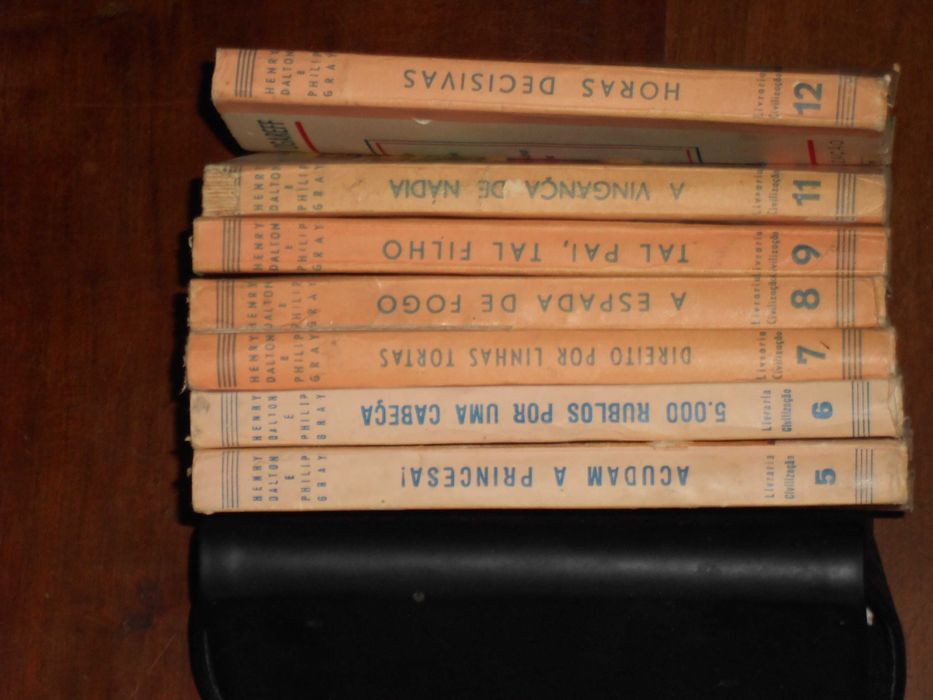 HENRY
DALTON
E
PHILIP
GRAY
HORAS DECISIVAS
Livraria
Civilização
12
HENRY
DALTON
E
PHILIP
GRAY
A VINGANÇA DE NÁDIA
Livraria
Civilização
11
HENRY
DALTON
E
PHILIP
GRAY
TAL PAI, TAL FILHO
Livraria
Civilização
9
HENRY
DALTON
E
PHILIP
GRAY
A ESPADA DE FOGO
Livraria
Civilização
8
HENRY
DALTON
E
PHILIP
GRAY
DIREITO POR LINHAS TORTAS
Livraria
Civilização
7
HENRY
DALTON
E
PHILIP
GRAY
5.000 RUBLOS POR UMA CABEÇA
Livraria
Civilização
6
HENRY
DALTON
E
PHILIP
GRAY
ACUDAM A PRINCESA!
Livraria
Civilização
5